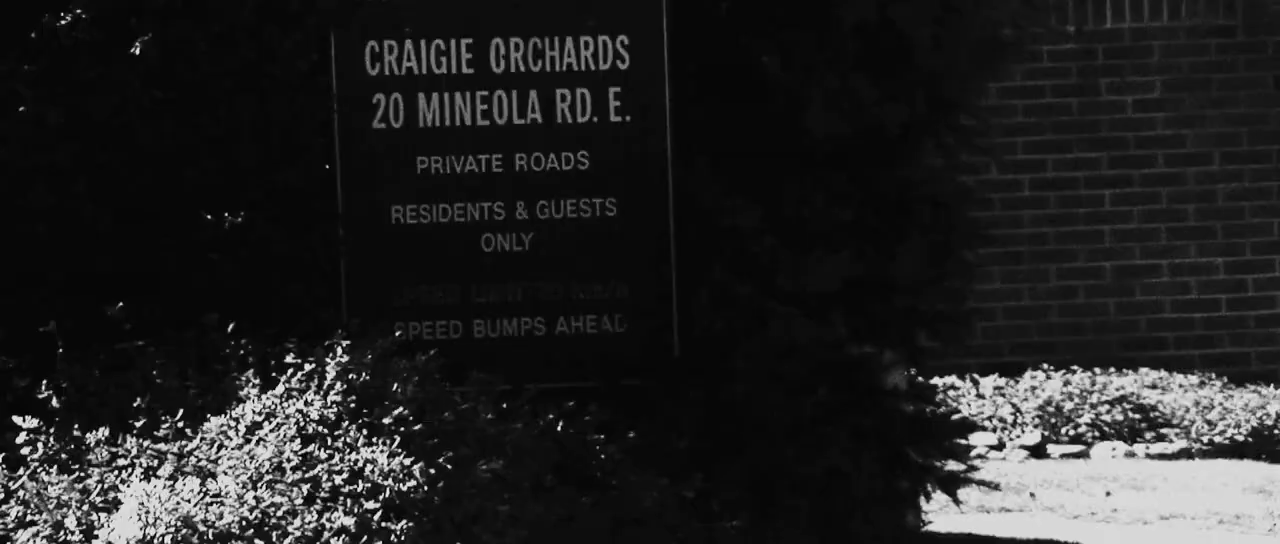 CRAIGIE ORCHARDS
20 MINEOLA RD. E.
PRIVATE ROADS
RESIDENTS & GUESTS
ONLY
SPEED BUMPS AHEAD